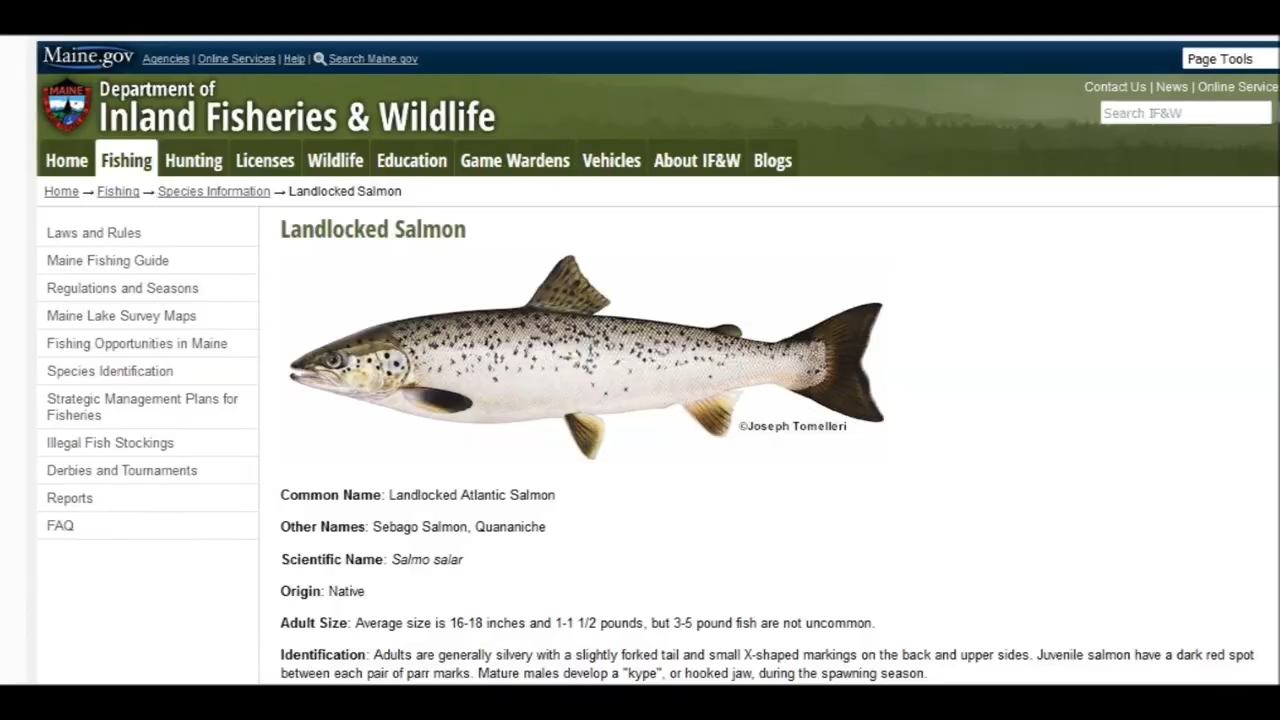 Maine.gov Agencies | Online Services | Help | Search Maine.gov
Page Tools
MAINE
Department of
Inland Fisheries & Wildlife
Contact Us | News | Online Service
Search IF&W
Home Fishing Hunting Licenses Wildlife Education Game Wardens Vehicles About IF&W Blogs
Home → Fishing → Species Information → Landlocked Salmon
Laws and Rules
Maine Fishing Guide
Regulations and Seasons
Maine Lake Survey Maps
Fishing Opportunities in Maine
Species Identification
Strategic Management Plans for
Fisheries
Illegal Fish Stockings
Derbies and Tournaments
Reports
FAQ
Landlocked Salmon
©Joseph Tomelleri
Common Name: Landlocked Atlantic Salmon
Other Names: Sebago Salmon, Quananiche
Scientific Name: Salmo salar
Origin: Native
Adult Size: Average size is 16-18 inches and 1-1 1/2 pounds, but 3-5 pound fish are not uncommon.
Identification: Adults are generally silvery with a slightly forked tail and small X-shaped markings on the back and upper sides. Juvenile salmon have a dark red spot
between each pair of parr marks. Mature males develop a "kype", or hooked jaw, during the spawning season.